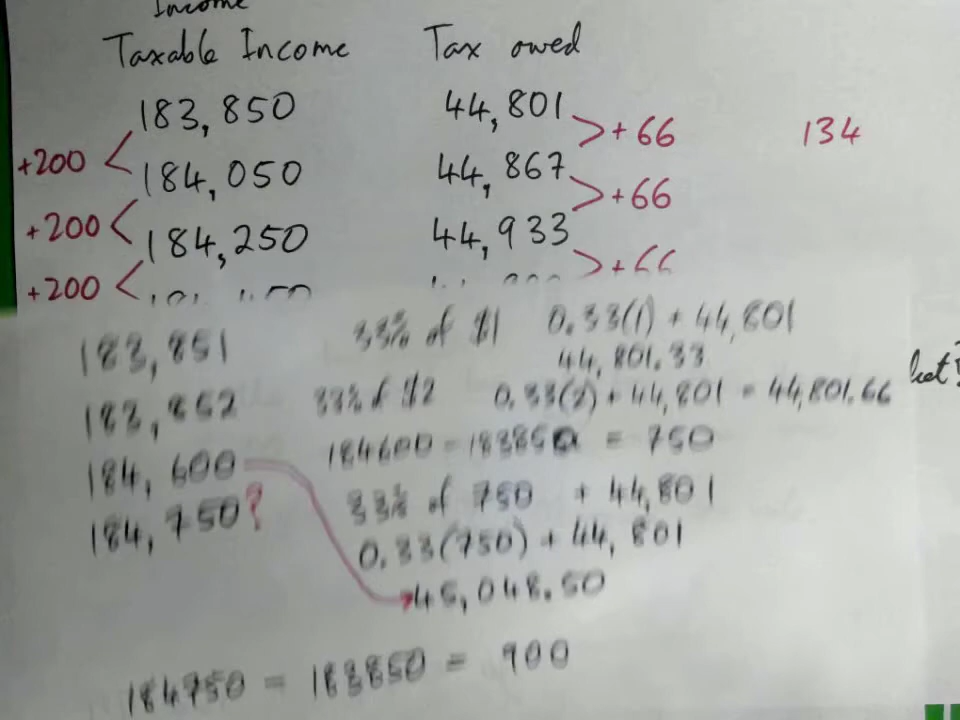 Income
Taxable Income Tax owed
183,850 44,801
+200 < > +66 134
184,050 44,867
+200 < > +66
184,250 44,933
+200 < > +66
183,851 33% of $1 0.33(1) + 44,801
44,801.33
183,852 33% of $2 0.33(2) + 44,801 = 44,801.66
184,600 184600 - 183850 = 750
184,750? 33% of 750 + 44,801
0.33(750) + 44,801
45,048.50
184750 - 183850 = 900